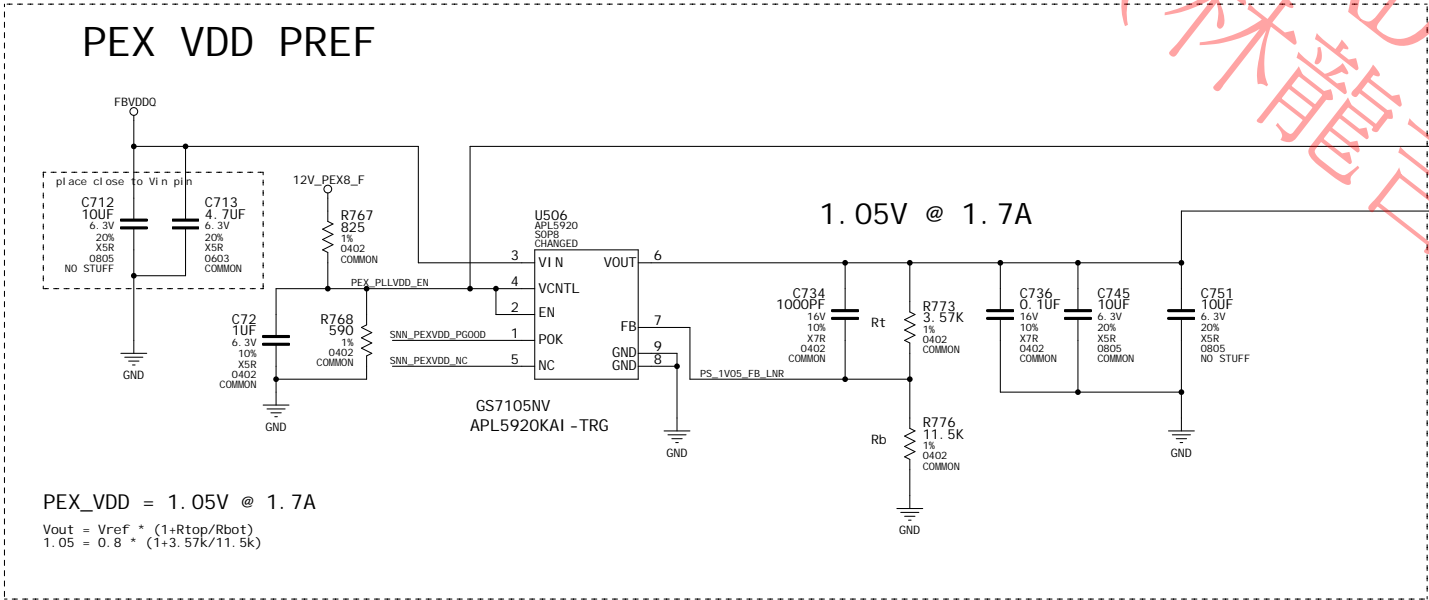 PEX VDD PREF
FBVDDQ
place close to Vin pin
C712
10UF
6.3V
20%
X5R
0805
NO STUFF
C713
4.7UF
6.3V
20%
X5R
0603
COMMON
12V_PEX8_F
R767
825
1%
0402
COMMON
PEX_PLLVDD_EN
C72
1UF
6.3V
10%
X5R
0402
COMMON
R768
590
1%
0402
COMMON
SNN_PEXVDD_PGOOD
SNN_PEXVDD_NC
U506
APL5920
SOP8
CHANGED
3 VIN VOUT 6
4 VCNTL
2 EN
1 POK FB 7
5 NC GND 9
GND 8
GS7105NV
APL5920KAI-TRG
PS_1V05_FB_LNR
1.05V @ 1.7A
C734
1000PF
16V
10%
X7R
0402
COMMON
Rt
R773
3.57K
1%
0402
COMMON
C736
0.1UF
16V
10%
X7R
0402
COMMON
C745
10UF
6.3V
20%
X5R
0805
COMMON
C751
10UF
6.3V
20%
X5R
0805
NO STUFF
Rb
R776
11.5K
1%
0402
COMMON
GND
GND
GND
GND
GND
PEX_VDD = 1.05V @ 1.7A
Vout = Vref * (1+Rtop/Rbot)
1.05 = 0.8 * (1+3.57k/11.5k)
(林龍